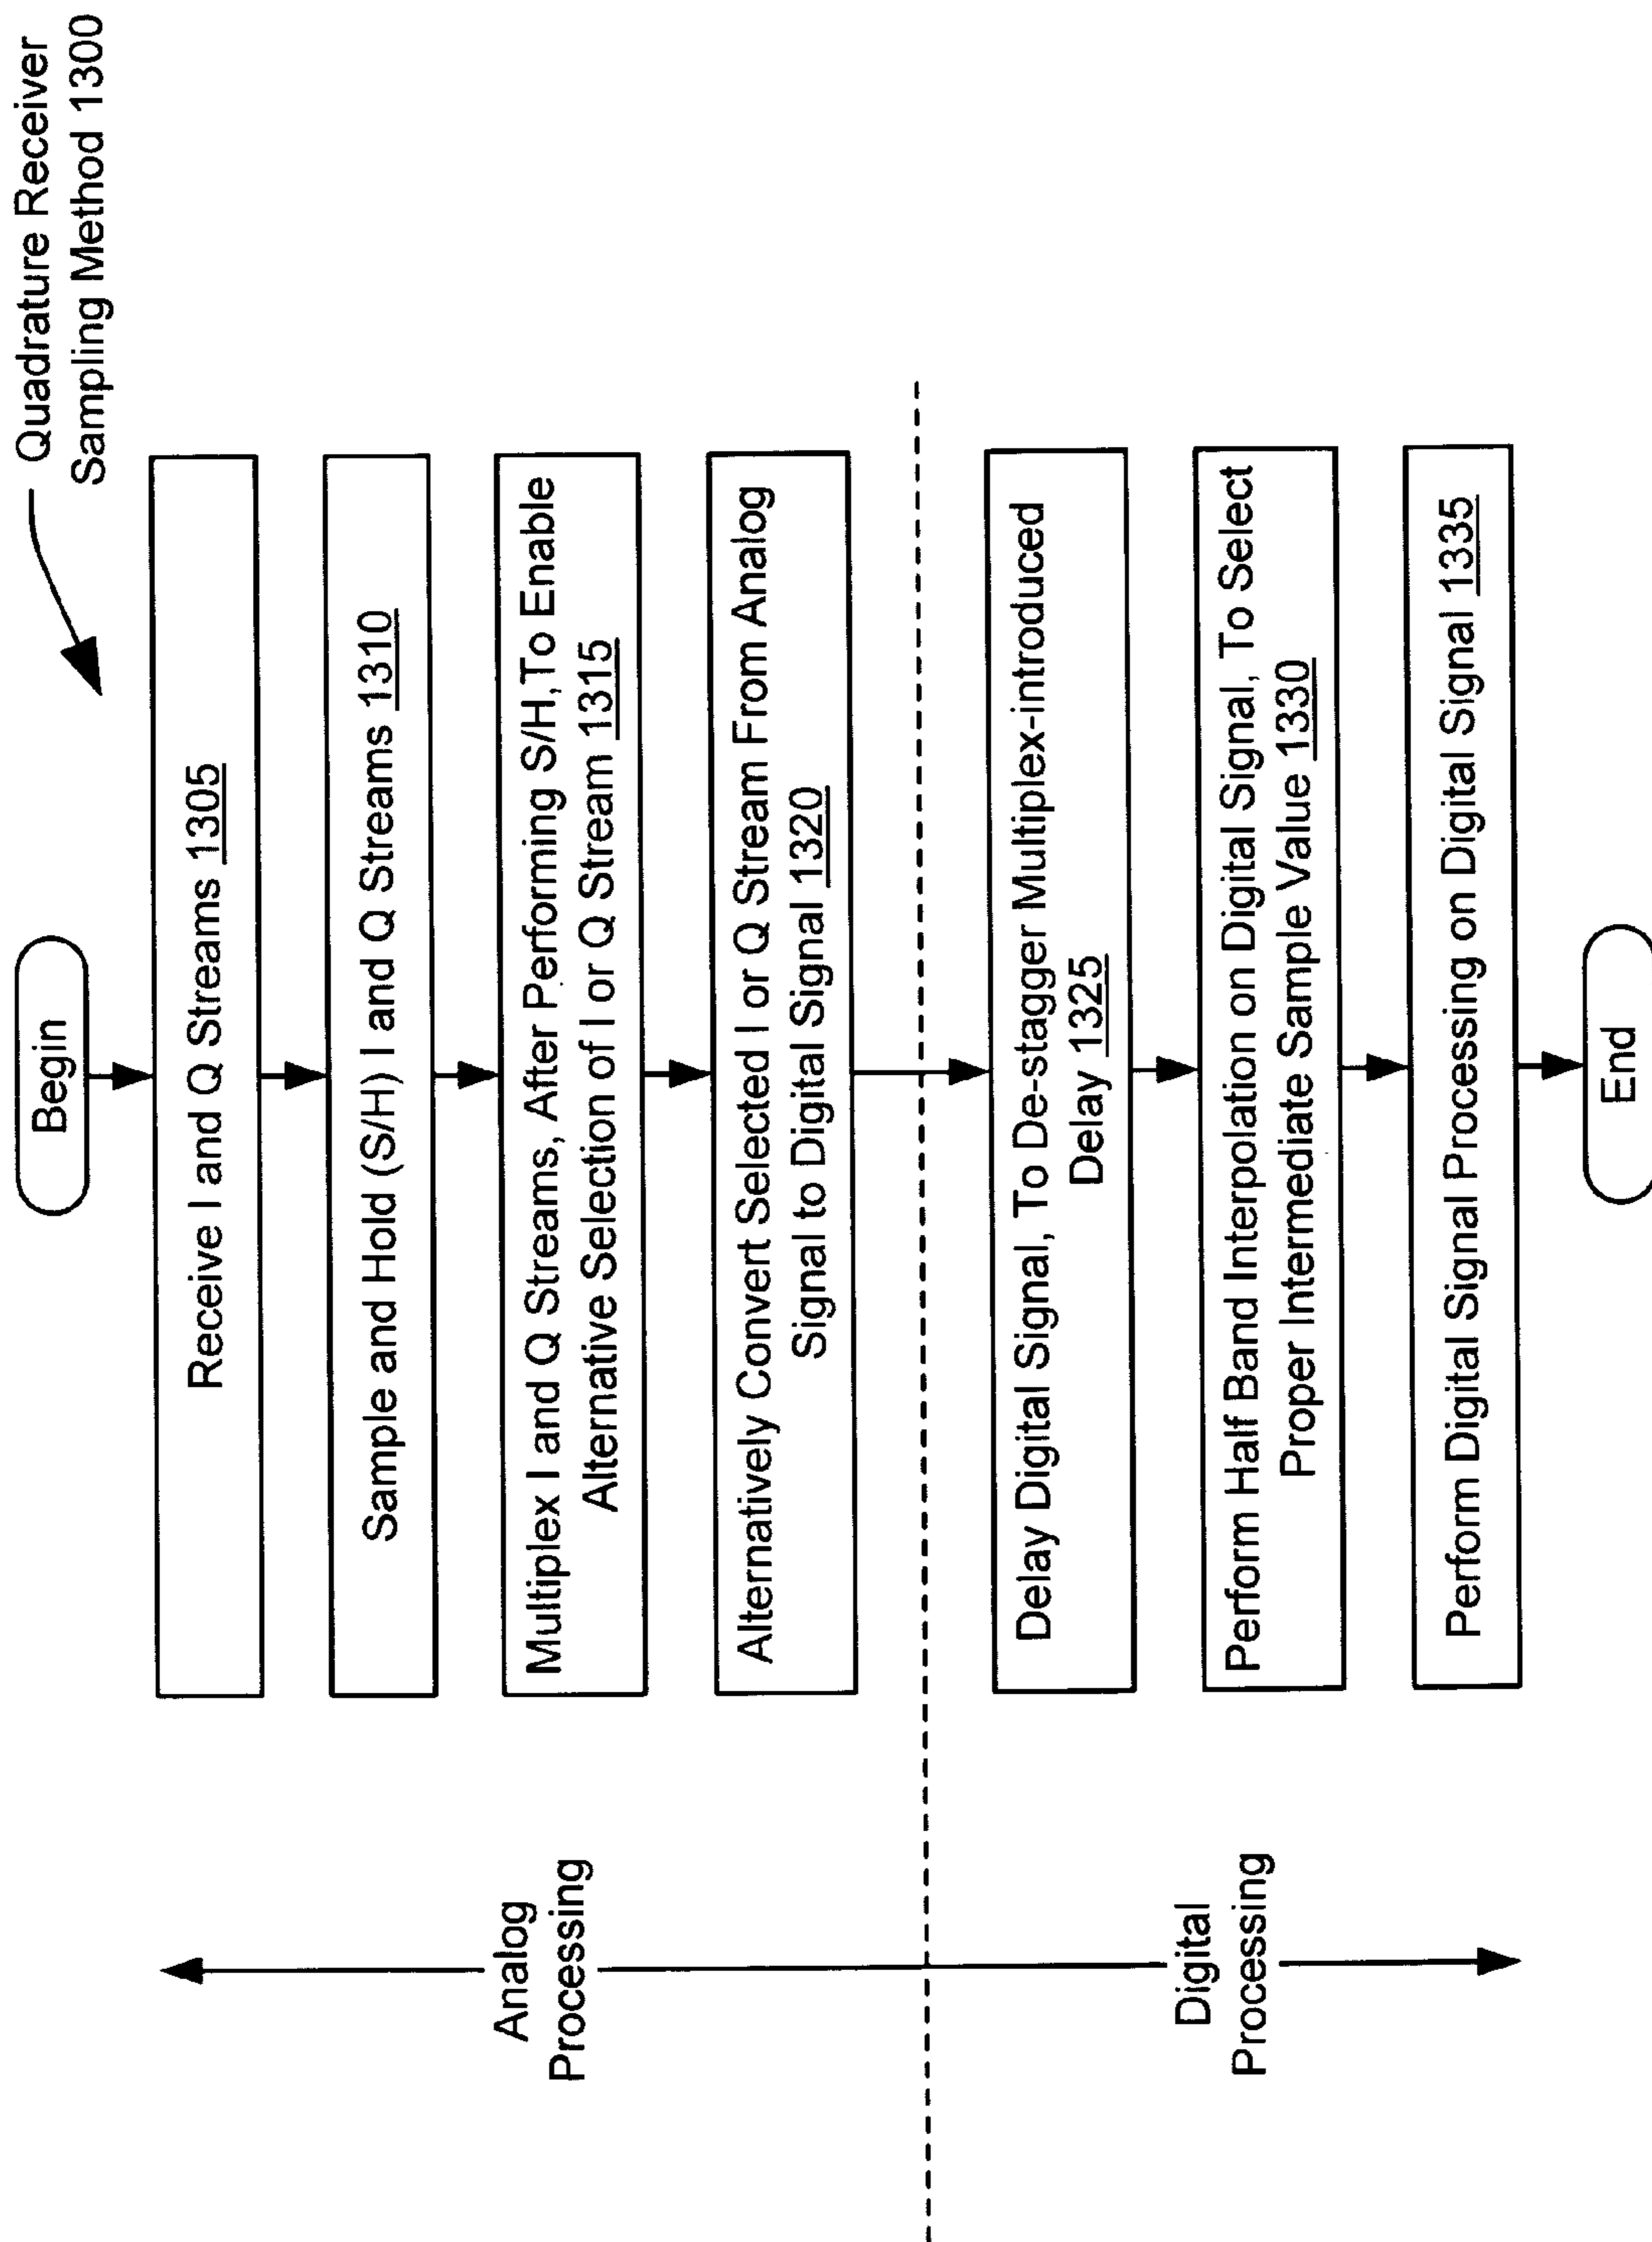 Quadrature Receiver
Sampling Method 1300
Begin
Receive I and Q Streams 1305
Sample and Hold (S/H) I and Q Streams 1310
Multiplex I and Q Streams, After Performing S/H,To Enable
Alternative Selection of I or Q Stream 1315
Alternatively Convert Selected I or Q Stream From Analog
Signal to Digital Signal 1320
Delay Digital Signal, To De-stagger Multiplex-introduced
Delay 1325
Perform Half Band Interpolation on Digital Signal, To Select
Proper Intermediate Sample Value 1330
Perform Digital Signal Processing on Digital Signal 1335
End
Analog
Processing
Digital
Processing